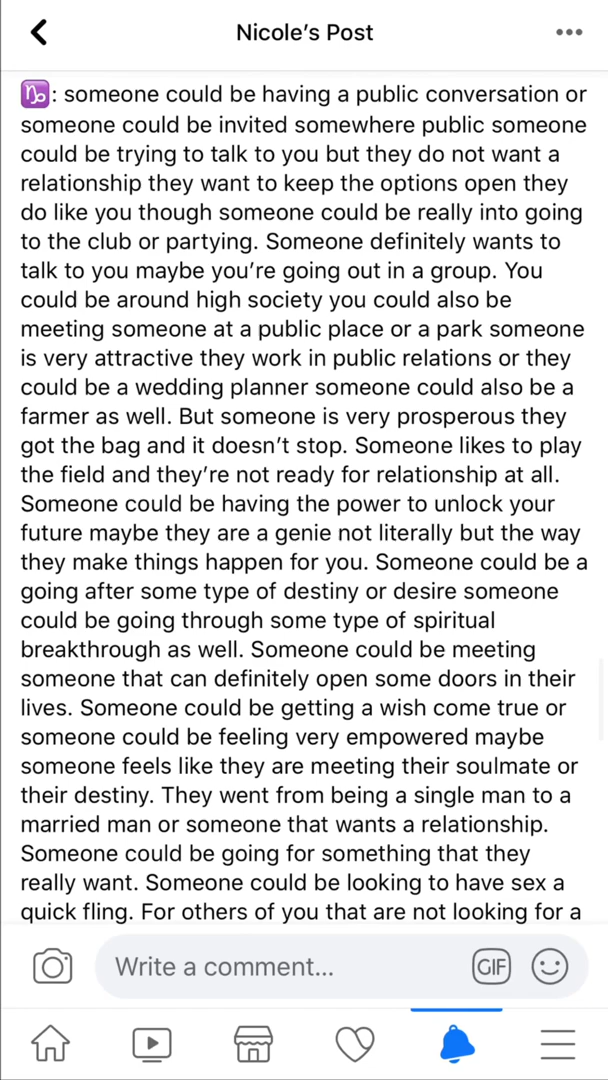 Nicole's Post
♑: someone could be having a public conversation or
someone could be invited somewhere public someone
could be trying to talk to you but they do not want a
relationship they want to keep the options open they
do like you though someone could be really into going
to the club or partying. Someone definitely wants to
talk to you maybe you're going out in a group. You
could be around high society you could also be
meeting someone at a public place or a park someone
is very attractive they work in public relations or they
could be a wedding planner someone could also be a
farmer as well. But someone is very prosperous they
got the bag and it doesn't stop. Someone likes to play
the field and they're not ready for relationship at all.
Someone could be having the power to unlock your
future maybe they are a genie not literally but the way
they make things happen for you. Someone could be a
going after some type of destiny or desire someone
could be going through some type of spiritual
breakthrough as well. Someone could be meeting
someone that can definitely open some doors in their
lives. Someone could be getting a wish come true or
someone could be feeling very empowered maybe
someone feels like they are meeting their soulmate or
their destiny. They went from being a single man to a
married man or someone that wants a relationship.
Someone could be going for something that they
really want. Someone could be looking to have sex a
quick fling. For others of you that are not looking for a
Write a comment...
GIF